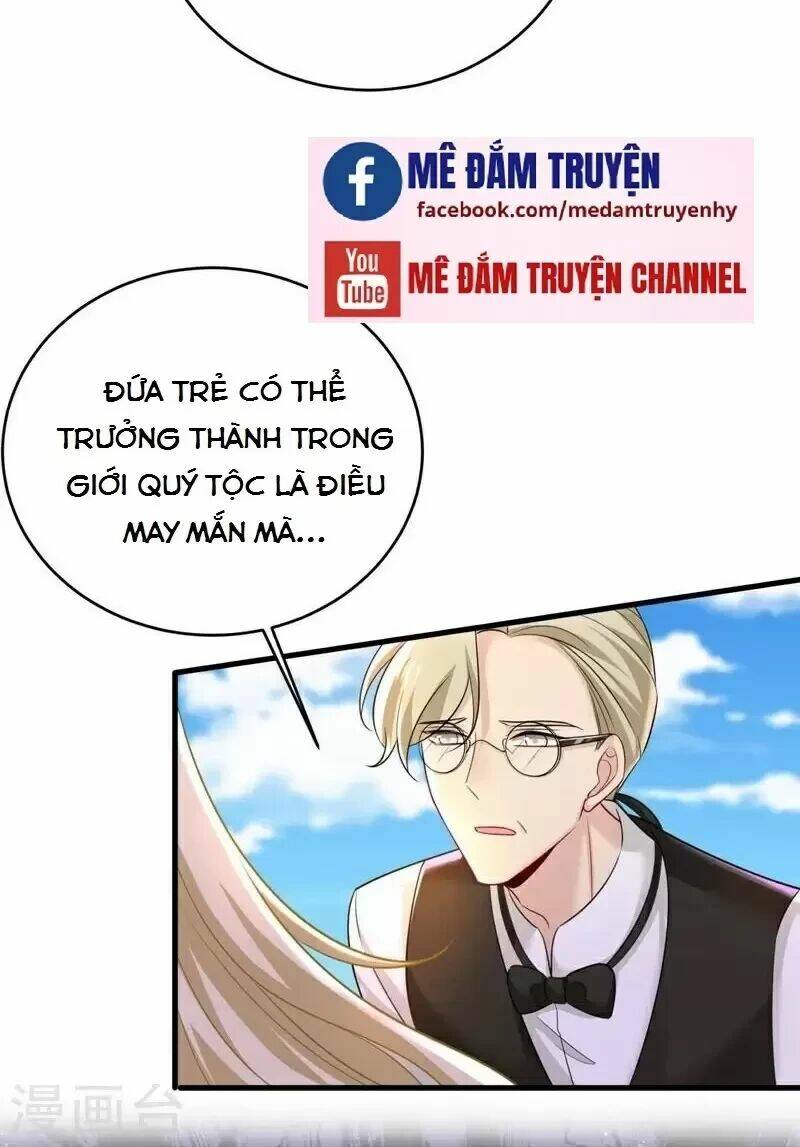 f MÊ ĐẮM TRUYỆN
facebook.com/medamtruyenhy
You
Tube MÊ ĐẮM TRUYỆN CHANNEL
ĐỨA TRẺ CÓ THỂ
TRƯỞNG THÀNH TRONG
GIỚI QUÝ TỘC LÀ ĐIỀU
MAY MẮN MÀ...
漫画台